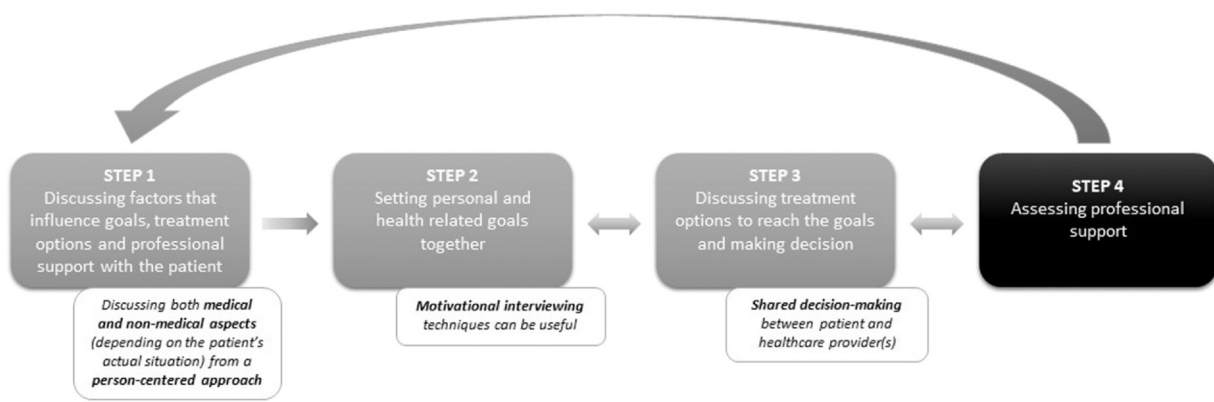 STEP 1
Discussing factors that
influence goals, treatment
options and professional
support with the patient
Discussing both medical
and non-medical aspects
(depending on the patient's
actual situation) from a
person-centered approach
STEP 2
Setting personal and
health related goals
together
Motivational interviewing
techniques can be useful
STEP 3
Discussing treatment
options to reach the goals
and making decision
Shared decision-making
between patient and
healthcare provider(s)
STEP 4
Assessing professional
support